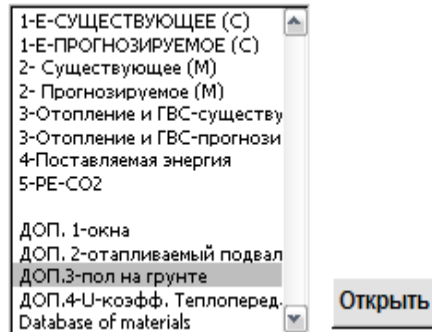 1-Е-СУЩЕСТВУЮЩЕЕ (С)
1-Е-ПРОГНОЗИРУЕМОЕ (С)
2- Существующее (М)
2- Прогнозируемое (М)
3-Отопление и ГВС-существу
3-Отопление и ГВС-прогнози
4-Поставляемая энергия
5-РЕ-СО2
ДОП. 1-окна
ДОП. 2-отапливаемый подвал
ДОП.3-пол на грунте
ДОП.4-U-коэфф. Теплоперед.
Database of materials
Открыть